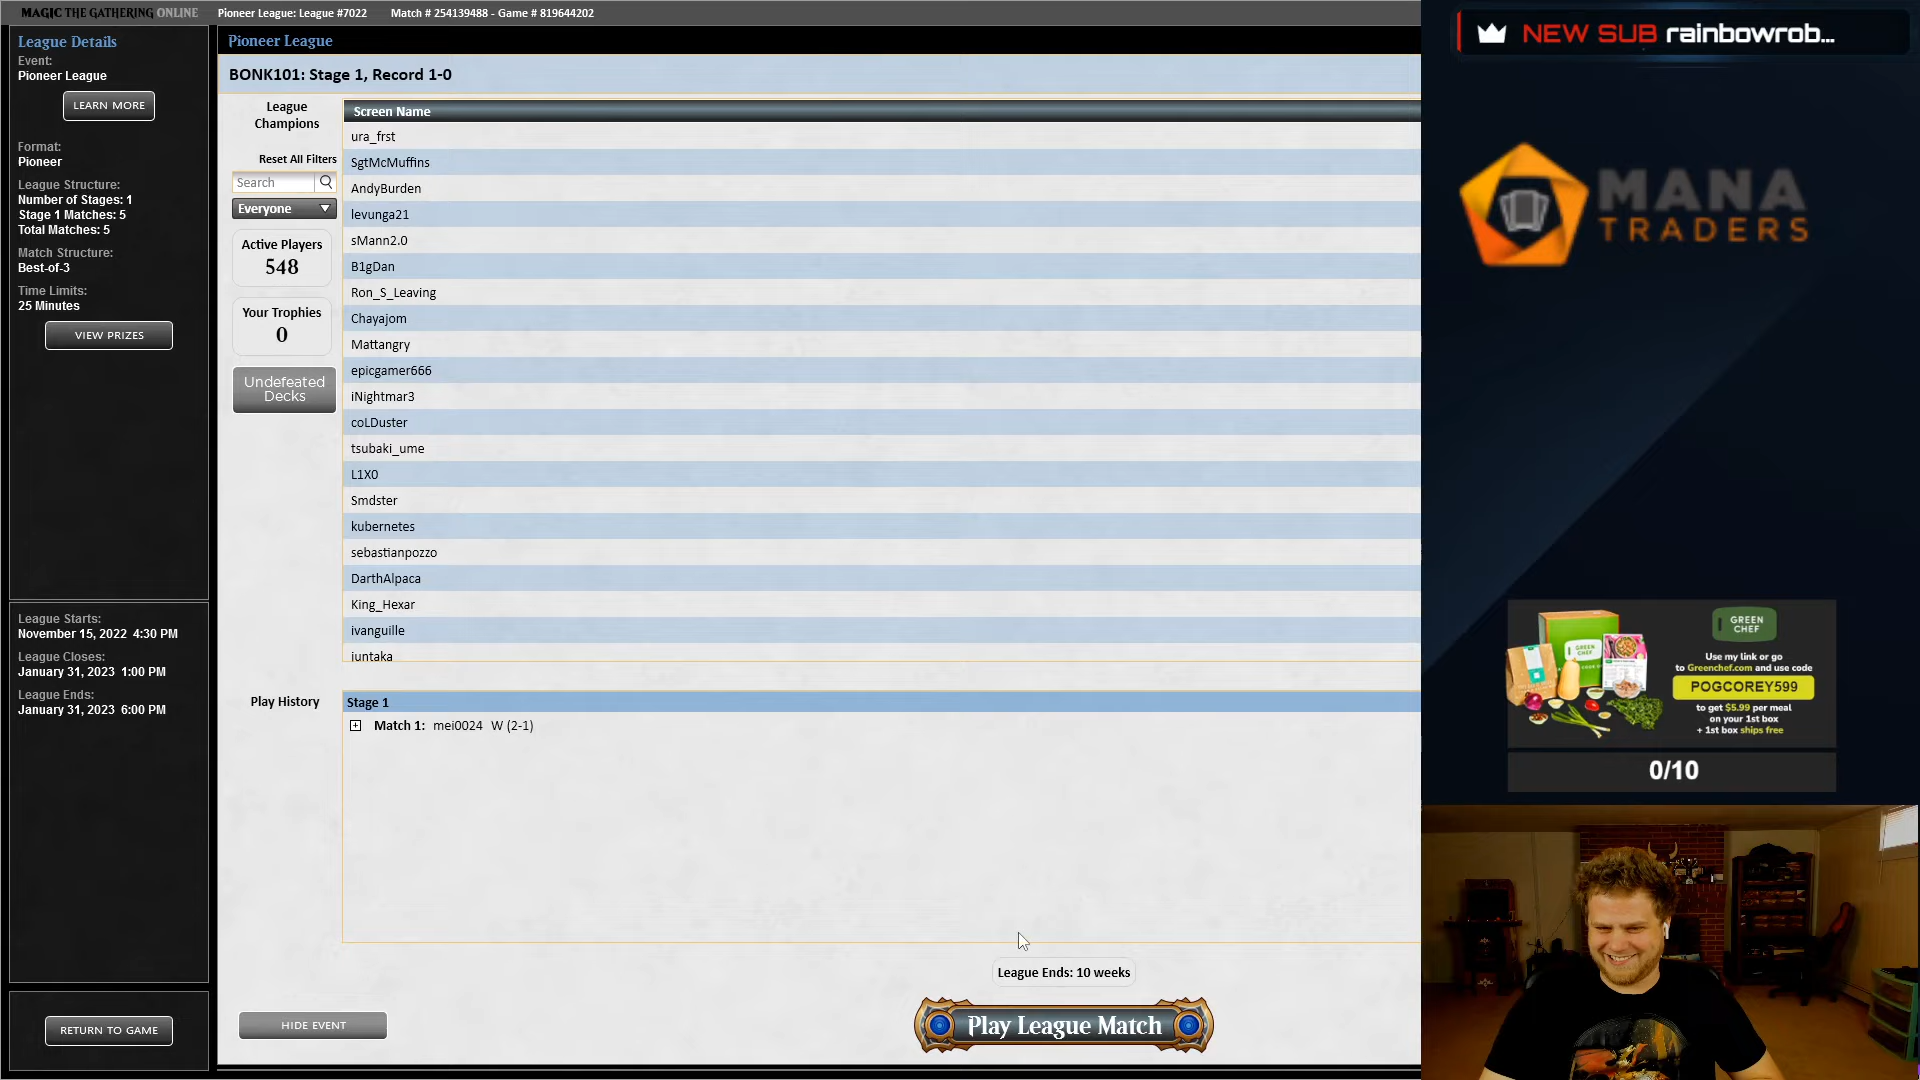 MAGIC THE GATHERING ONLINE
Pioneer League: League #7022
Match # 254139488 - Game # 819644202
League Details
Event:
Pioneer League
LEARN MORE
Format:
Pioneer
League Structure:
Number of Stages: 1
Stage 1 Matches: 5
Total Matches: 5
Match Structure:
Best-of-3
Time Limits:
25 Minutes
VIEW PRIZES
League Starts:
November 15, 2022 4:30 PM
League Closes:
January 31, 2023 1:00 PM
League Ends:
January 31, 2023 6:00 PM
RETURN TO GAME
Pioneer League
BONK101: Stage 1, Record 1-0
League
Champions
Reset All Filters
Search
Everyone
Active Players
548
Your Trophies
0
Undefeated
Decks
Screen Name
ura_frst
SgtMcMuffins
AndyBurden
levunga21
sMann2.0
B1gDan
Ron_S_Leaving
Chayajom
Mattangry
epicgamer666
iNightmar3
coLDuster
tsubaki_ume
L1X0
Smdster
kubernetes
sebastianpozzo
DarthAlpaca
King_Hexar
ivanguille
juntaka
Play History
Stage 1
Match 1: mei0024 W (2-1)
League Ends: 10 weeks
HIDE EVENT
Play League Match
NEW SUB rainbowrob...
MANA
TRADERS
GREEN
CHEF
Use my link or go
to Greenchef.com and use code
POGCOREY599
to get $5.99 per meal
on your 1st box
+ 1st box ships free
0/10